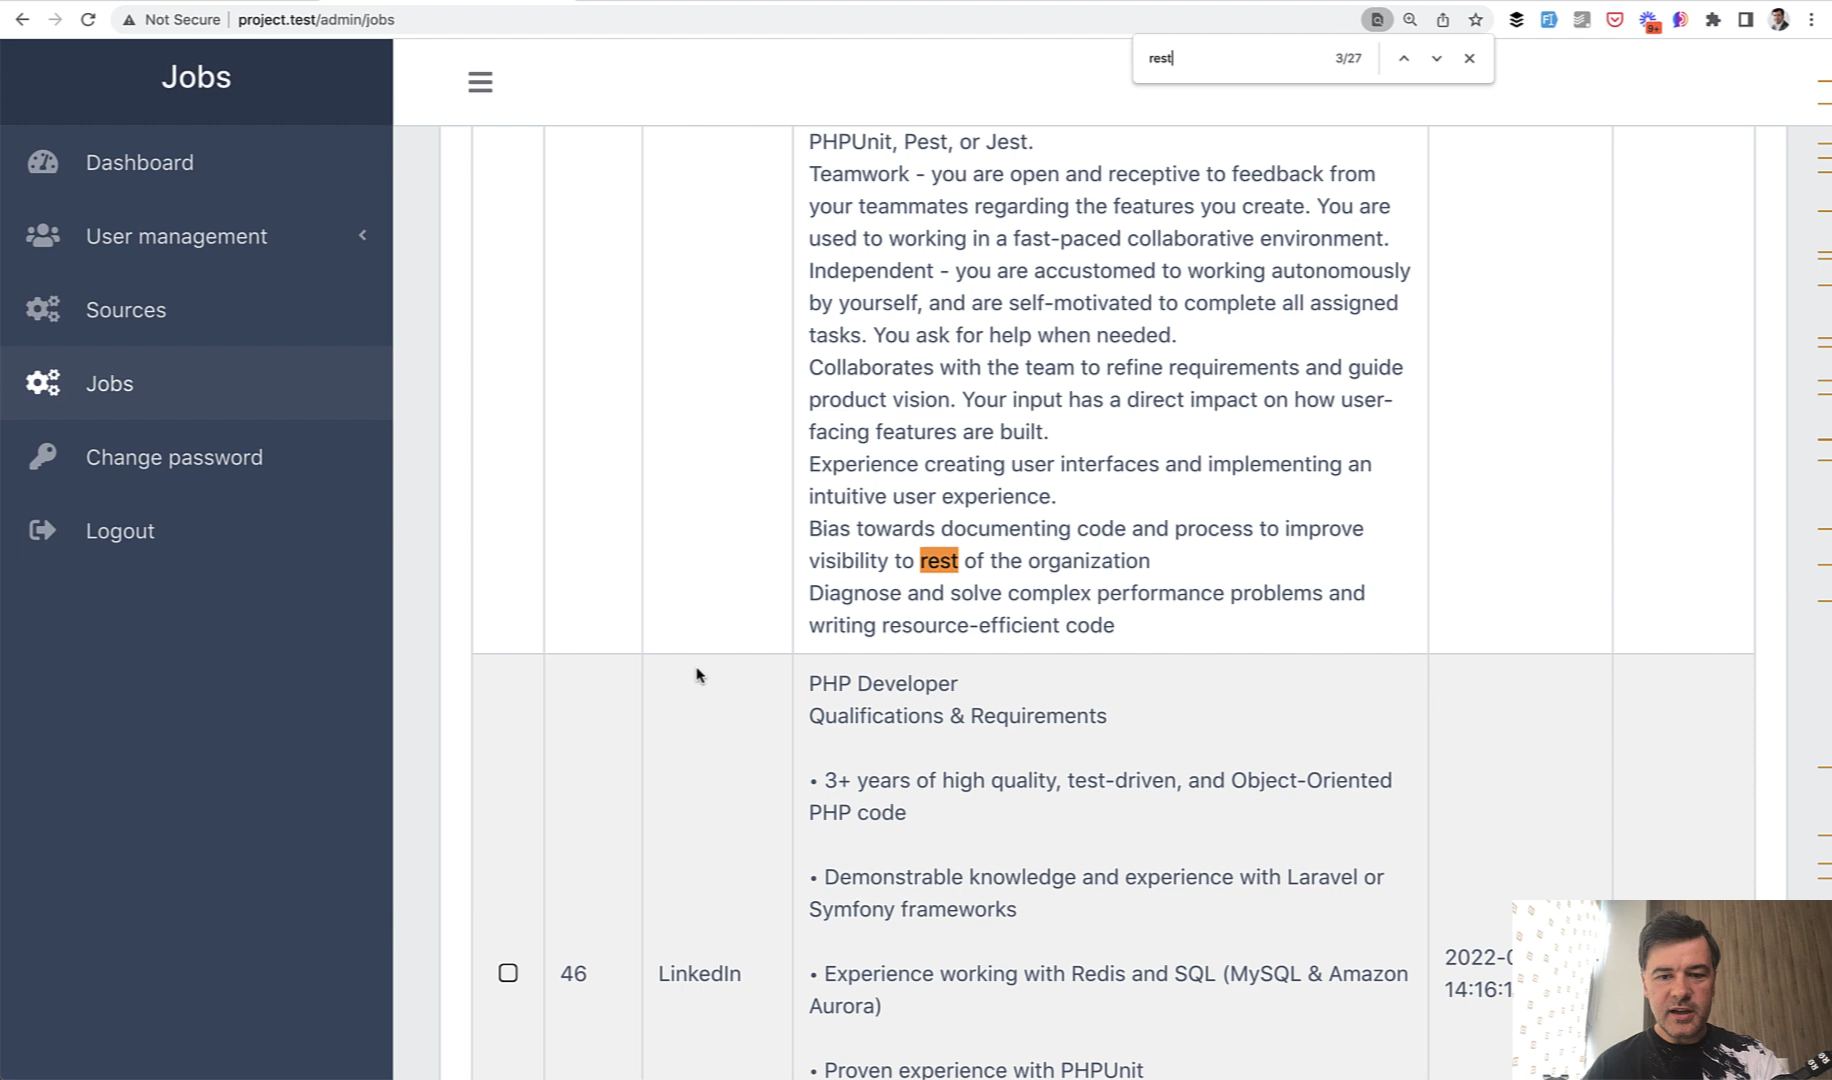 Not Secure
project.test/admin/jobs
9+
rest
3/27
Jobs
Dashboard
User management
Sources
Jobs
Change password
Logout
PHPUnit, Pest, or Jest.
Teamwork - you are open and receptive to feedback from
your teammates regarding the features you create. You are
used to working in a fast-paced collaborative environment.
Independent - you are accustomed to working autonomously
by yourself, and are self-motivated to complete all assigned
tasks. You ask for help when needed.
Collaborates with the team to refine requirements and guide
product vision. Your input has a direct impact on how user-
facing features are built.
Experience creating user interfaces and implementing an
intuitive user experience.
Bias towards documenting code and process to improve
visibility to rest of the organization
Diagnose and solve complex performance problems and
writing resource-efficient code
46
LinkedIn
PHP Developer
Qualifications & Requirements
• 3+ years of high quality, test-driven, and Object-Oriented
PHP code
• Demonstrable knowledge and experience with Laravel or
Symfony frameworks
• Experience working with Redis and SQL (MySQL & Amazon
Aurora)
• Proven experience with PHPUnit
2022-0
14:16:1